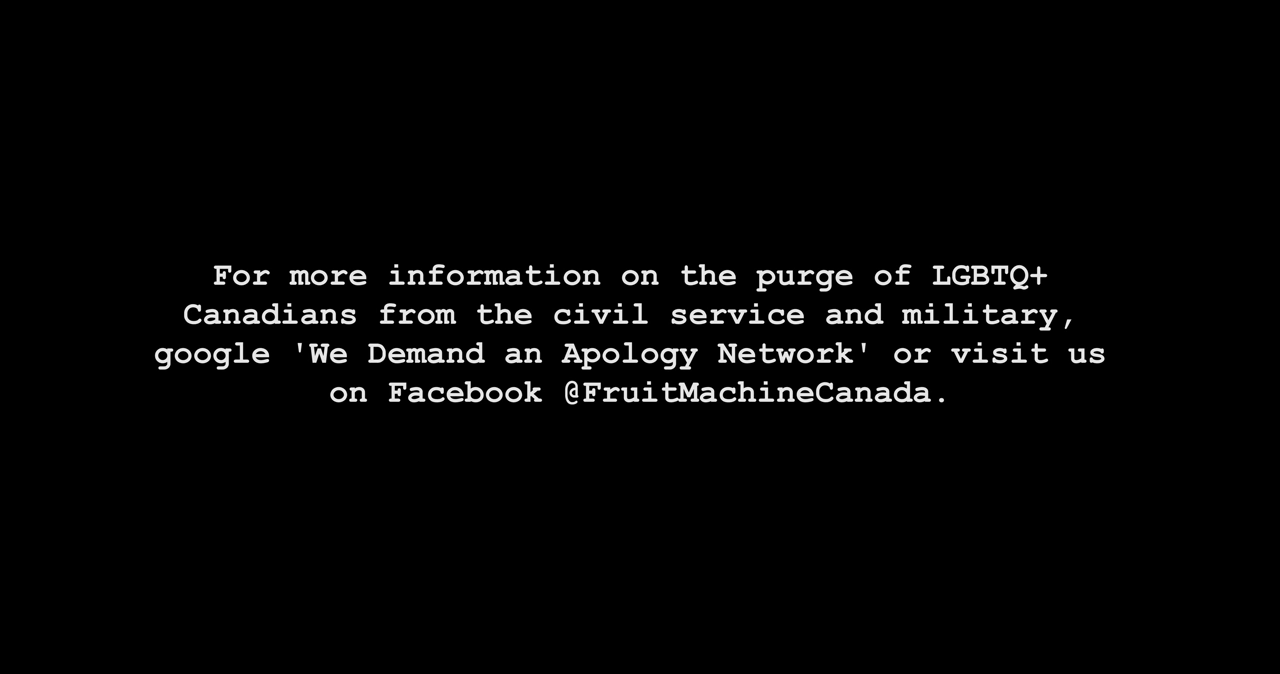 For more information on the purge of LGBTQ+
Canadians from the civil service and military,
google 'We Demand an Apology Network' or visit us
on Facebook @FruitMachineCanada.